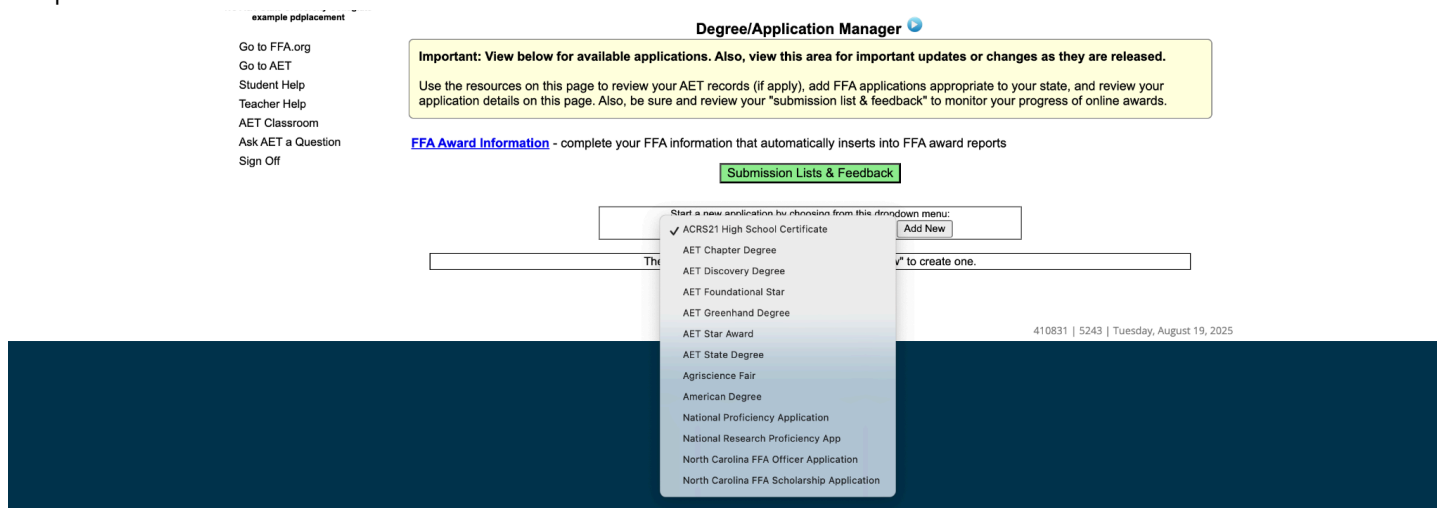 example pdplacement
Go to FFA.org
Go to AET
Student Help
Teacher Help
AET Classroom
Ask AET a Question
Sign Off
Degree/Application Manager
Important: View below for available applications. Also, view this area for important updates or changes as they are released.
Use the resources on this page to review your AET records (if apply), add FFA applications appropriate to your state, and review your
application details on this page. Also, be sure and review your "submission list & feedback" to monitor your progress of online awards.
FFA Award Information - complete your FFA information that automatically inserts into FFA award reports
Submission Lists & Feedback
Start a new application by choosing from this dropdown menu:
✓ ACRS21 High School Certificate
Add New
AET Chapter Degree
The
" to create one.
AET Discovery Degree
AET Foundational Star
AET Greenhand Degree
AET Star Award
AET State Degree
Agriscience Fair
American Degree
National Proficiency Application
National Research Proficiency App
North Carolina FFA Officer Application
North Carolina FFA Scholarship Application
410831 | 5243 | Tuesday, August 19, 2025